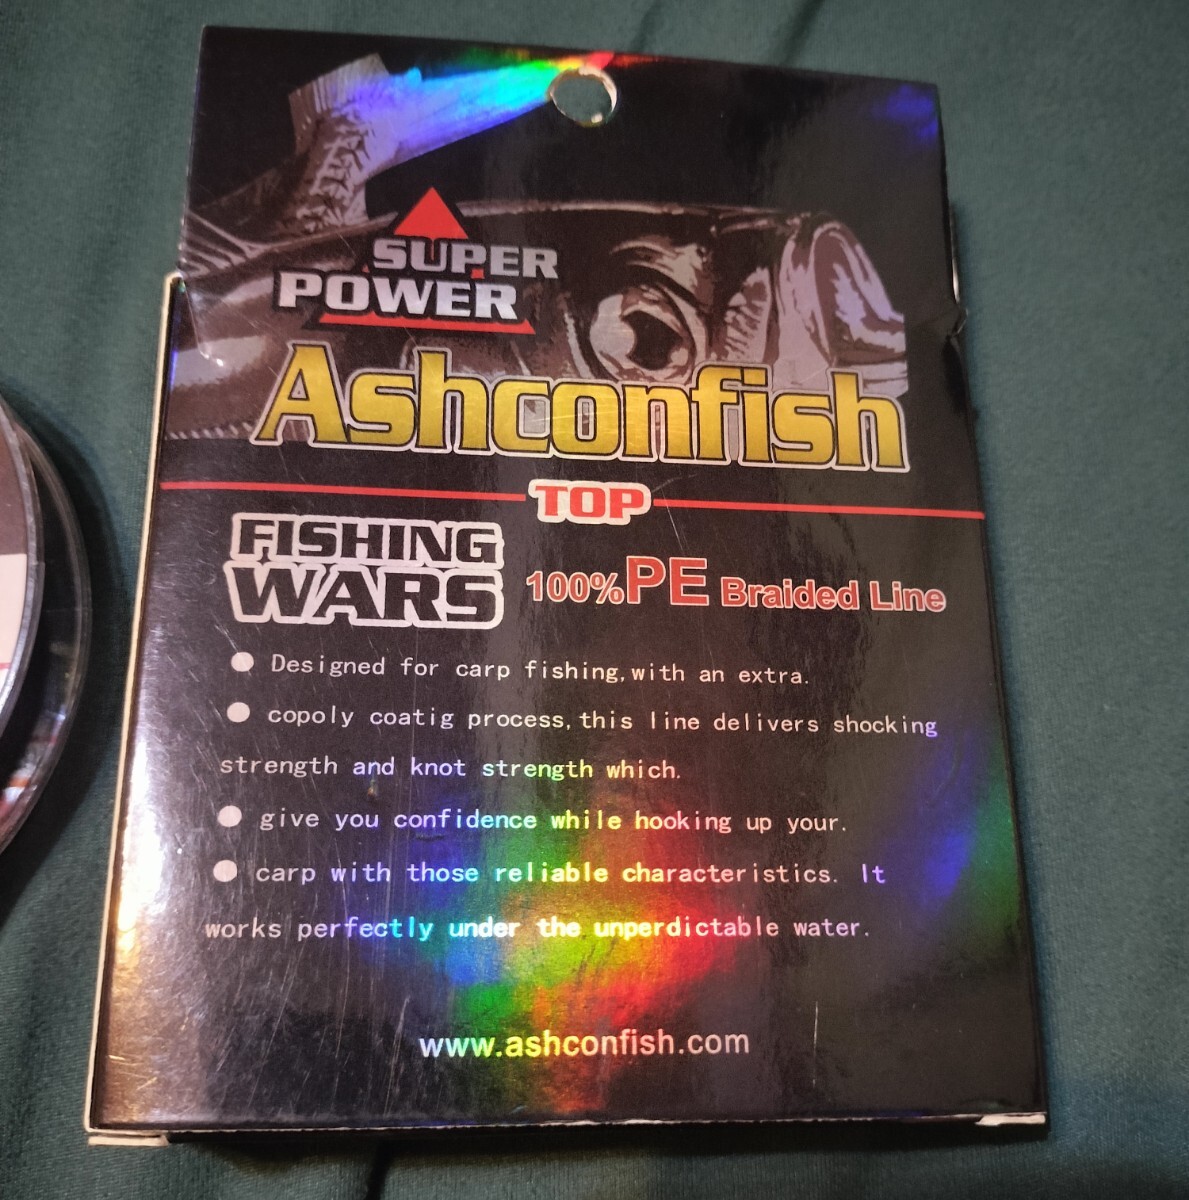 SUPER
POWER
Ashconfish
TOP
FISHING
WARS
100% PE Braided Line
● Designed for carp fishing, with an extra.
● copoly coatig process, this line delivers shocking
strength and knot strength which.
● give you confidence while hooking up your.
● carp with those reliable characteristics. It
works perfectly under the unperdictable water.
www.ashconfish.com